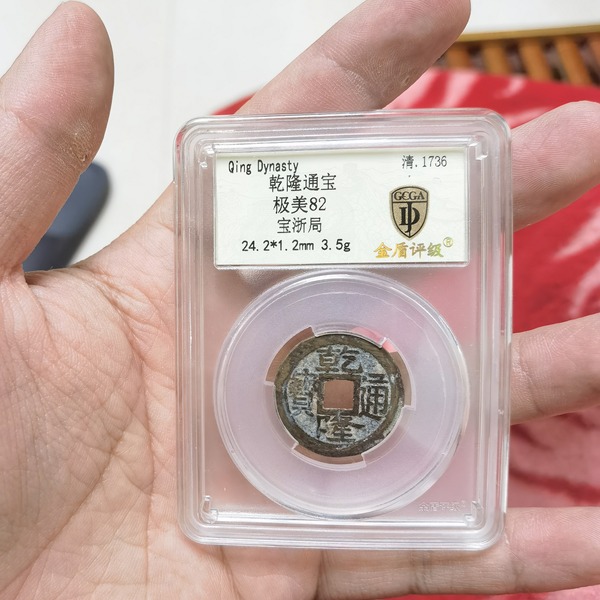 Qing Dynasty 清.1736
乾隆通宝
极美82
宝浙局
24.2*1.2mm 3.5g
GCGA
金盾评级®
乾隆通寶